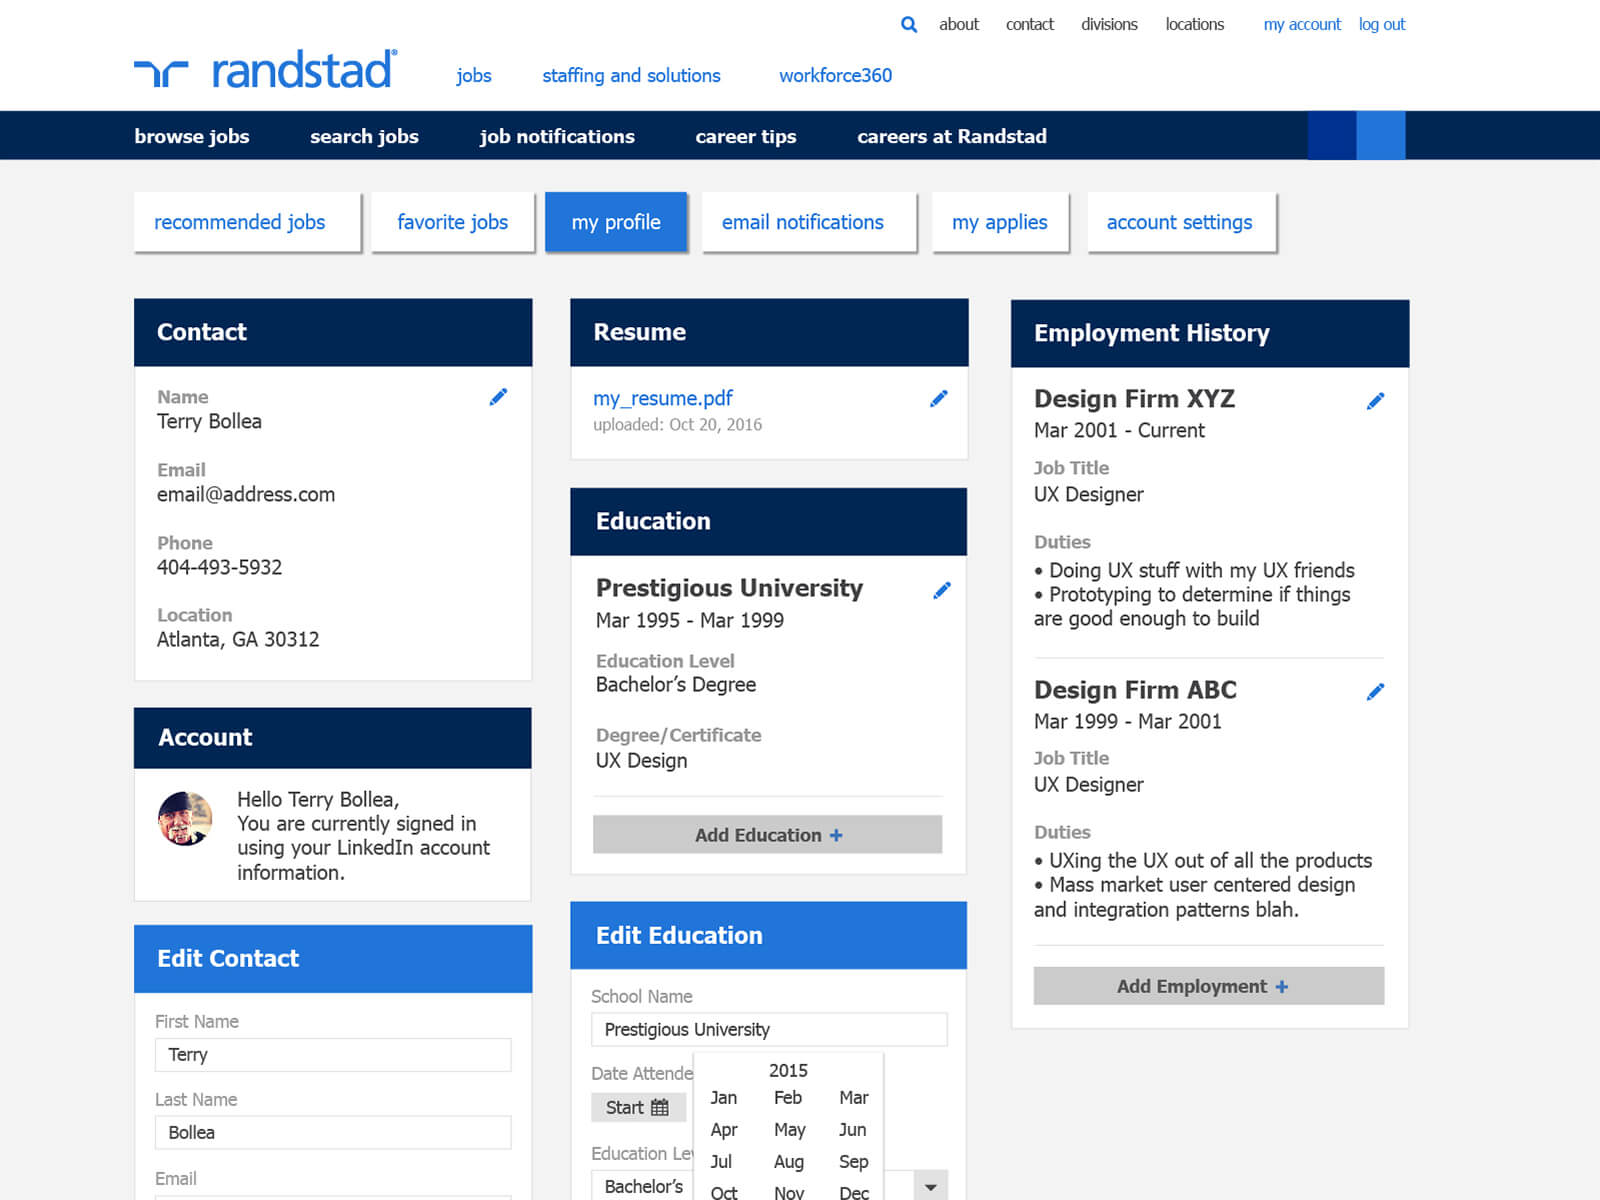 about contact divisions locations my account log out
randstad® jobs staffing and solutions workforce360
browse jobs search jobs job notifications career tips careers at Randstad
recommended jobs favorite jobs my profile email notifications my applies account settings
Contact
Name
Terry Bollea
Email
email@address.com
Phone
404-493-5932
Location
Atlanta, GA 30312
Account
Hello Terry Bollea,
You are currently signed in
using your LinkedIn account
information.
Edit Contact
First Name
Terry
Last Name
Bollea
Email
Resume
my_resume.pdf
uploaded: Oct 20, 2016
Education
Prestigious University
Mar 1995 - Mar 1999
Education Level
Bachelor’s Degree
Degree/Certificate
UX Design
Add Education +
Edit Education
School Name
Prestigious University
Date Attende
Start
Education Lev
Bachelor’s
2015
Jan Feb Mar
Apr May Jun
Jul Aug Sep
Oct Nov Dec
Employment History
Design Firm XYZ
Mar 2001 - Current
Job Title
UX Designer
Duties
• Doing UX stuff with my UX friends
• Prototyping to determine if things
are good enough to build
Design Firm ABC
Mar 1999 - Mar 2001
Job Title
UX Designer
Duties
• UXing the UX out of all the products
• Mass market user centered design
and integration patterns blah.
Add Employment +